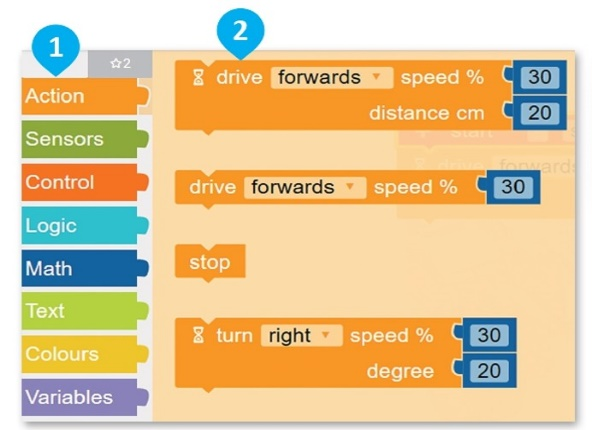 1
2
☆2
Action
Sensors
Control
Logic
Math
Text
Colours
Variables
drive forwards speed % 30
distance cm 20
start
drive forwards
drive forwards speed % 30
stop
turn right speed % 30
degree 20